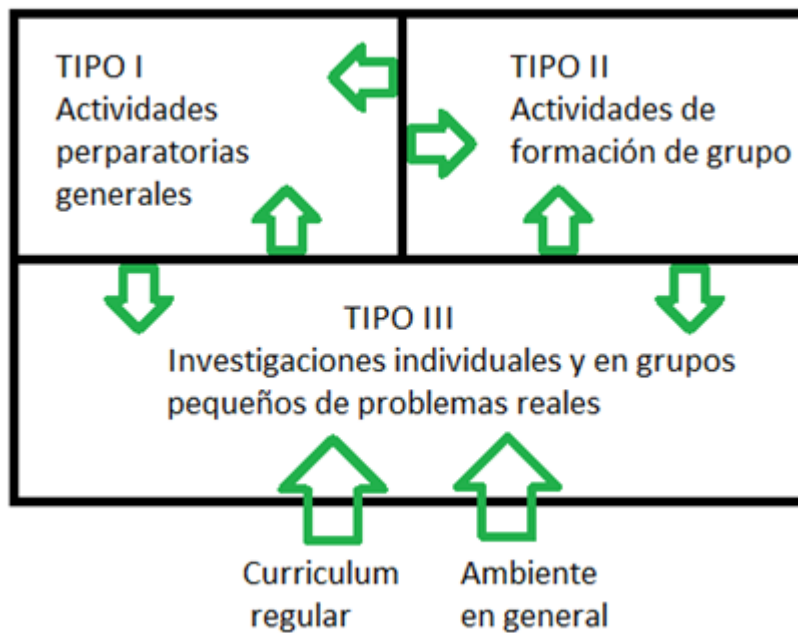 TIPO I
Actividades
perparatorias
generales
TIPO II
Actividades de
formación de grupo
TIPO III
Investigaciones individuales y en grupos
pequeños de problemas reales
Curriculum
regular
Ambiente
en general